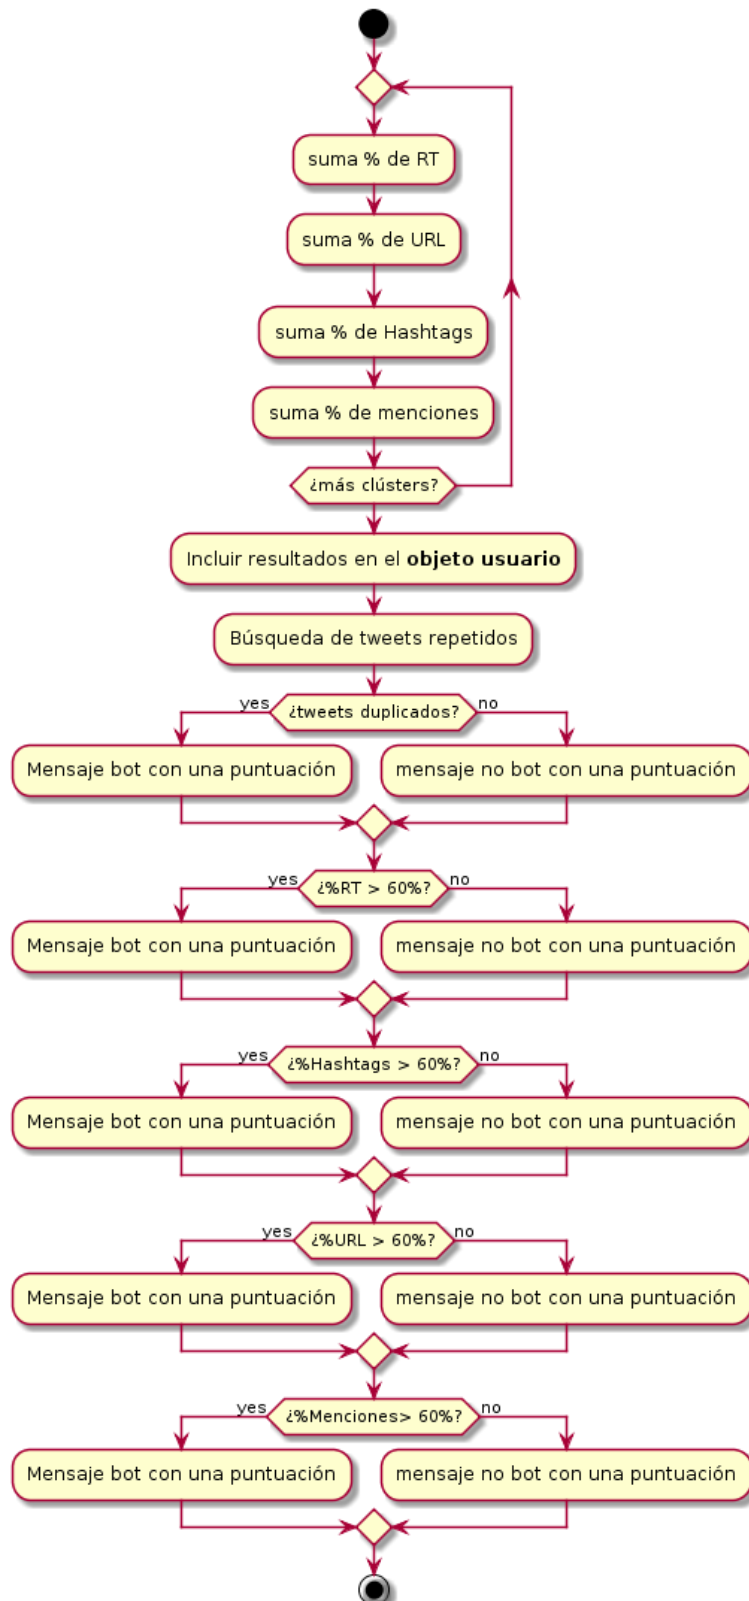 suma % de RT
suma % de URL
suma % de Hashtags
suma % de menciones
¿más clústers?
Incluir resultados en el objeto usuario
Búsqueda de tweets repetidos
yes
¿tweets duplicados?
no
Mensaje bot con una puntuación
mensaje no bot con una puntuación
yes
¿%RT > 60%?
no
Mensaje bot con una puntuación
mensaje no bot con una puntuación
yes
¿%Hashtags > 60%?
no
Mensaje bot con una puntuación
mensaje no bot con una puntuación
yes
¿%URL > 60%?
no
Mensaje bot con una puntuación
mensaje no bot con una puntuación
yes
¿%Menciones> 60%?
no
Mensaje bot con una puntuación
mensaje no bot con una puntuación